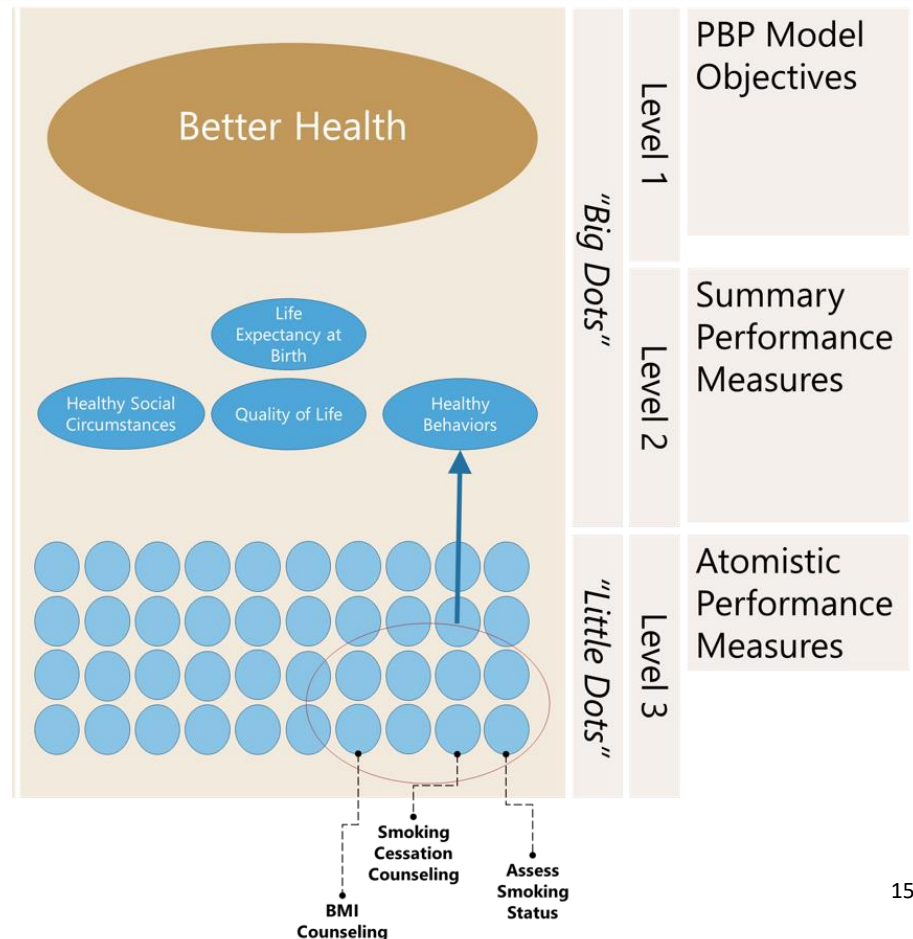 Better Health
Life
Expectancy at
Birth
Healthy Social
Circumstances
Quality of Life
Healthy
Behaviors
"Big Dots"
"Little Dots"
Level 1
Level 2
Level 3
PBP Model
Objectives
Summary
Performance
Measures
Atomistic
Performance
Measures
Smoking
Cessation
Counseling
BMI
Counseling
Assess
Smoking
Status
15